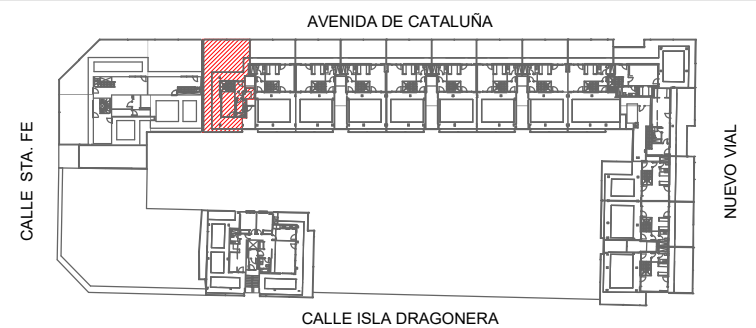 AVENIDA DE CATALUÑA
CALLE STA. FE
NUEVO VIAL
CALLE ISLA DRAGONERA